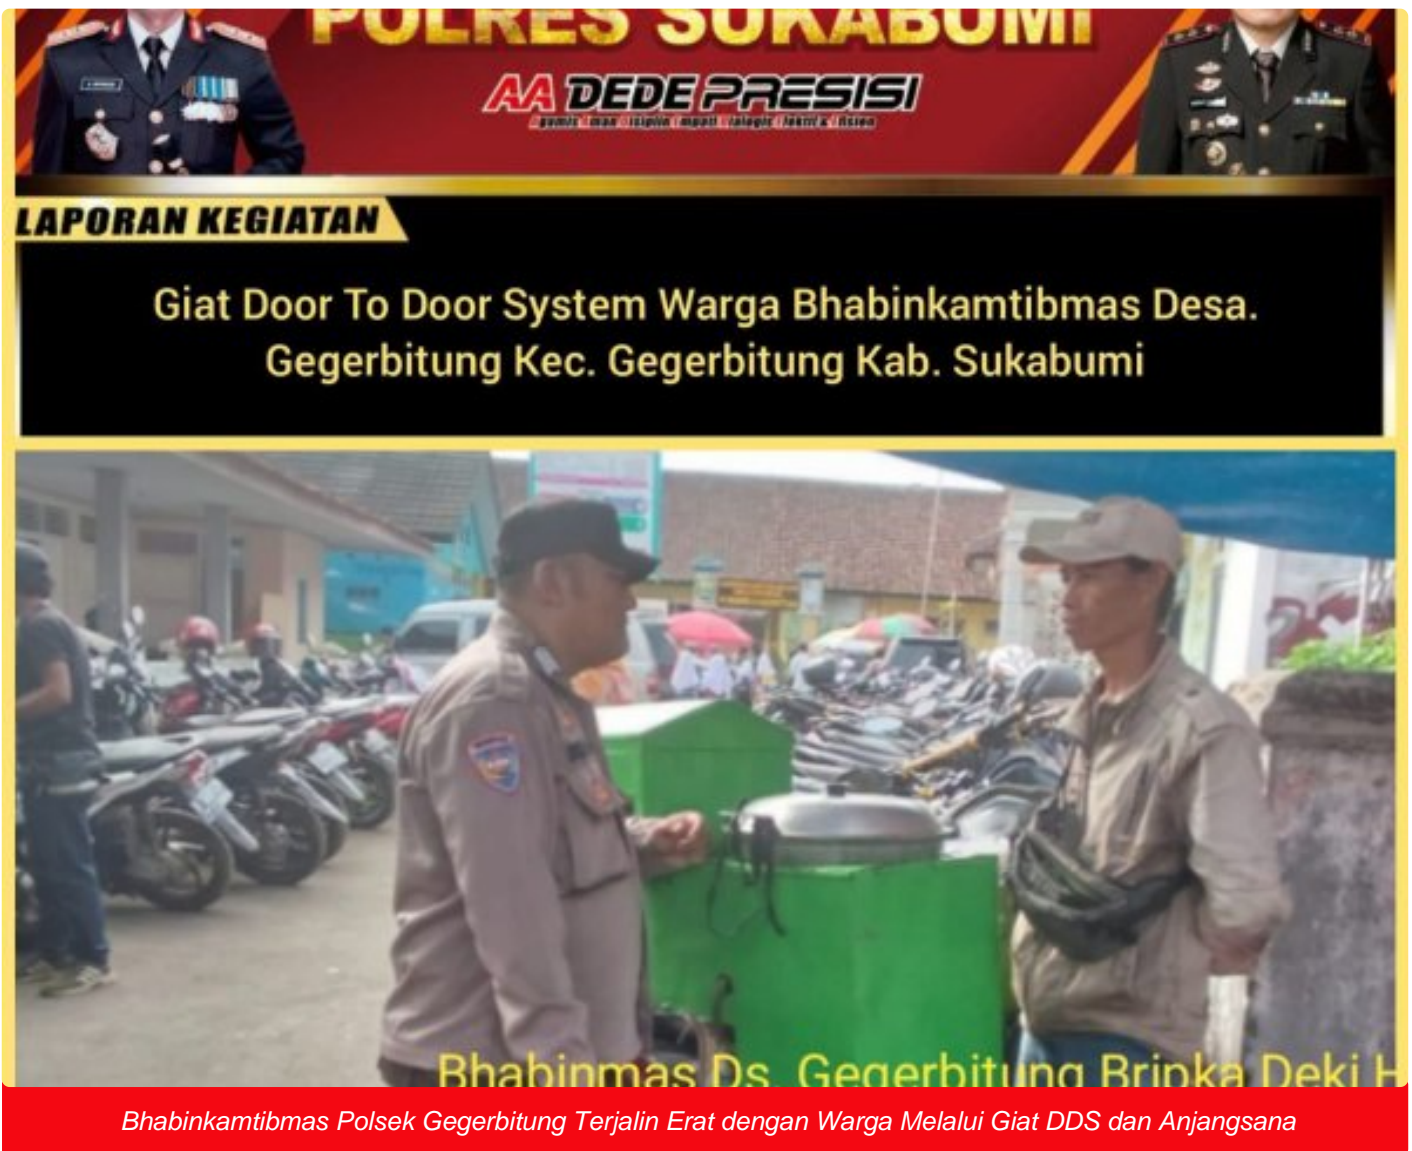 POLRES SUKABUMI
AA DEDE PRESISI
LAPORAN KEGIATAN
Giat Door To Door System Warga Bhabinkamtibmas Desa.
Gegerbitung Kec. Gegerbitung Kab. Sukabumi
Bhabinmas Ds. Gegerbitung Bripka Deki H
Bhabinkamtibmas Polsek Gegerbitung Terjalin Erat dengan Warga Melalui Giat DDS dan Anjangsana